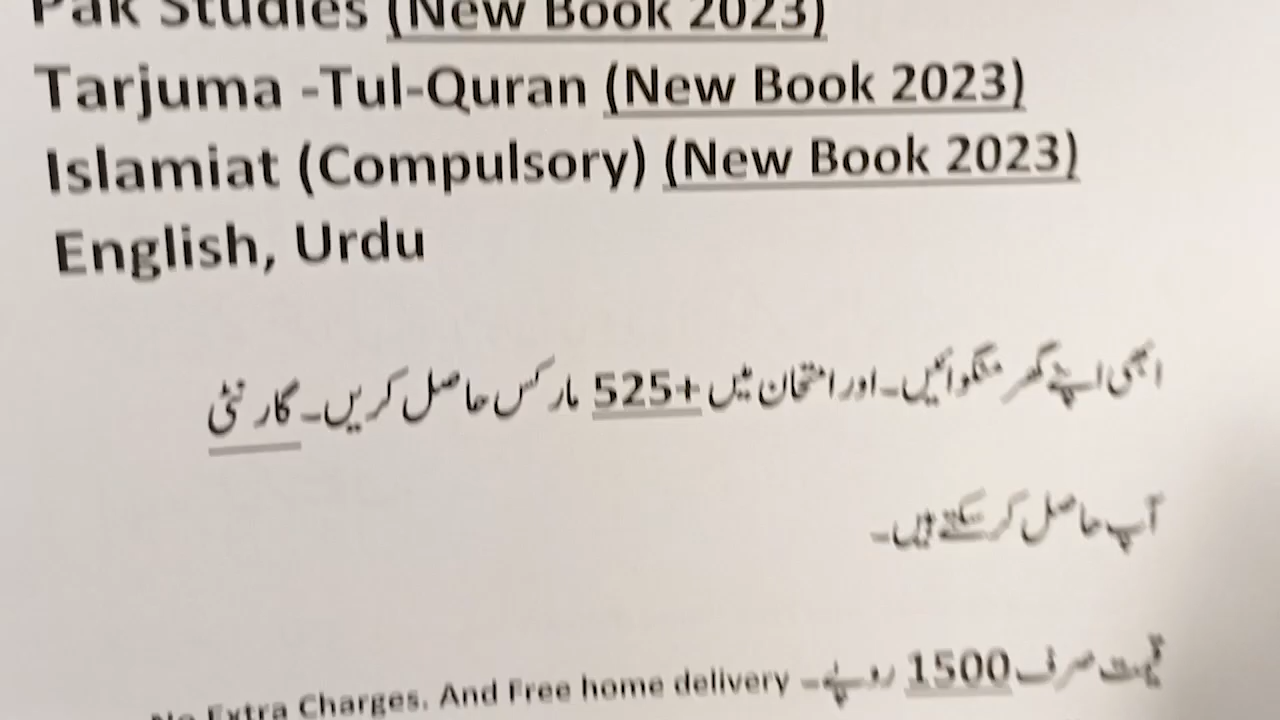 Pak Studies (New Book 2023)
Tarjuma -Tul-Quran (New Book 2023)
Islamiat (Compulsory) (New Book 2023)
English, Urdu
ابھی اپنے گھر منگوائیں۔اور امتحان میں +525 مارکس حاصل کریں۔ گارنٹی
آپ حاصل کر سکتے ہیں۔
قیمت صرف 1500 روپے۔
No Extra Charges. And Free home delivery